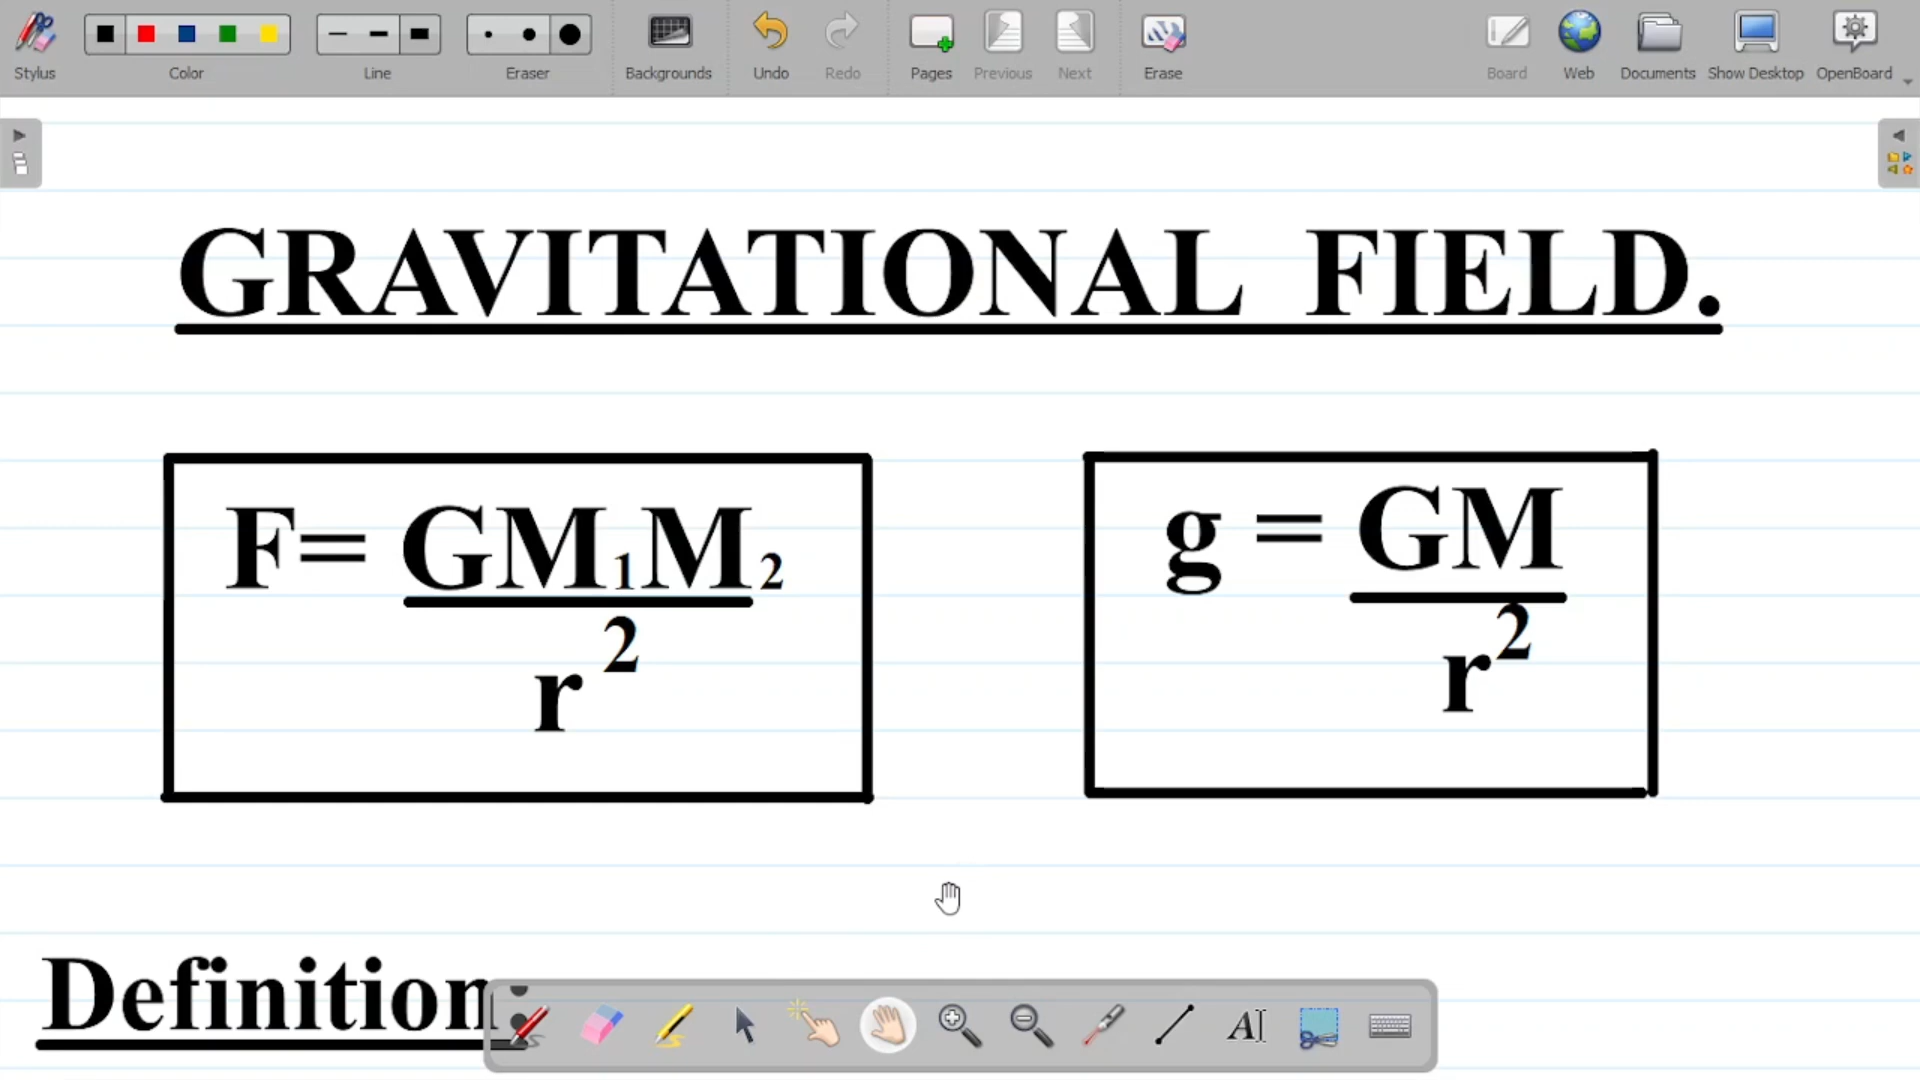 Stylus Color Line Eraser Backgrounds Undo Redo Pages Previous Next Erase Board Web Documents Show Desktop OpenBoard
GRAVITATIONAL FIELD.
F= GM₁M₂
r²
g = GM
r²
Definition